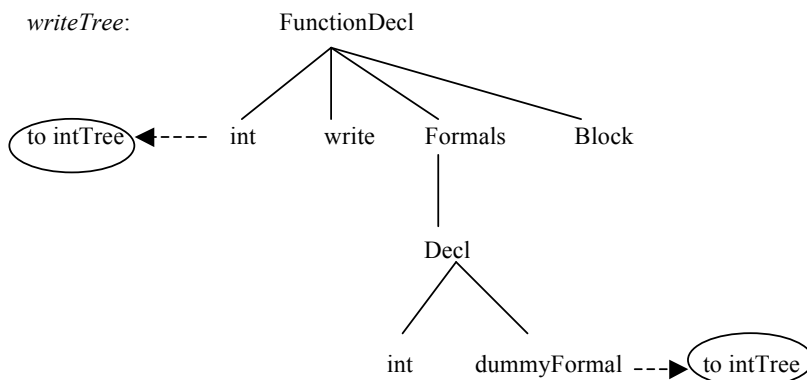 writeTree: FunctionDecl
to intTree int write Formals Block
Decl
int dummyFormal to intTree